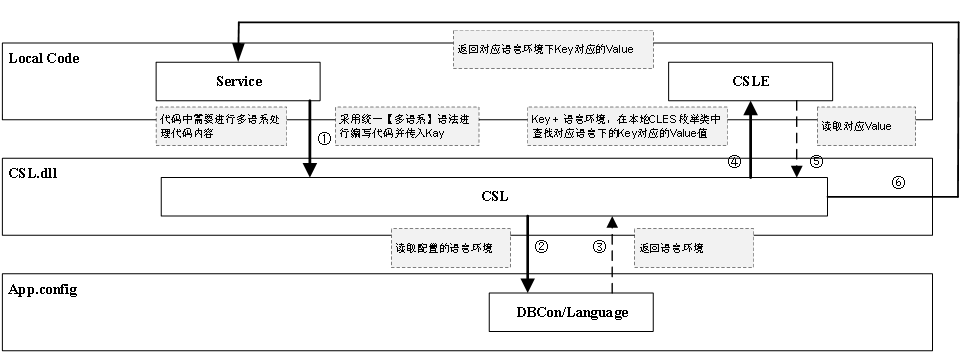 返回对应语言环境下Key对应的Value
Local Code
Service
CSLE
代码中需要进行多语系处
理代码内容
采用统一【多语系】语法进
行编写代码并传入Kay
Key + 语言环境，在本地CLES 枚举类中
查找对应语言下的Key对应的Value值
读取对应Value
①
④
⑤
CSL.dll
⑥
CSL
读取配置的语言环境
②
③
返回语言环境
App.config
DBCon/Language